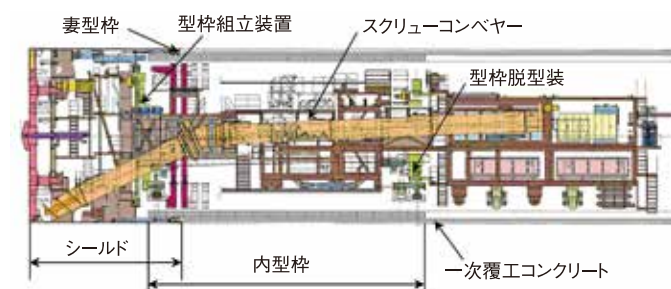 妻型枠
型枠組立装置
スクリューコンベヤー
型枠脱型装
シールド
内型枠
一次覆工コンクリート